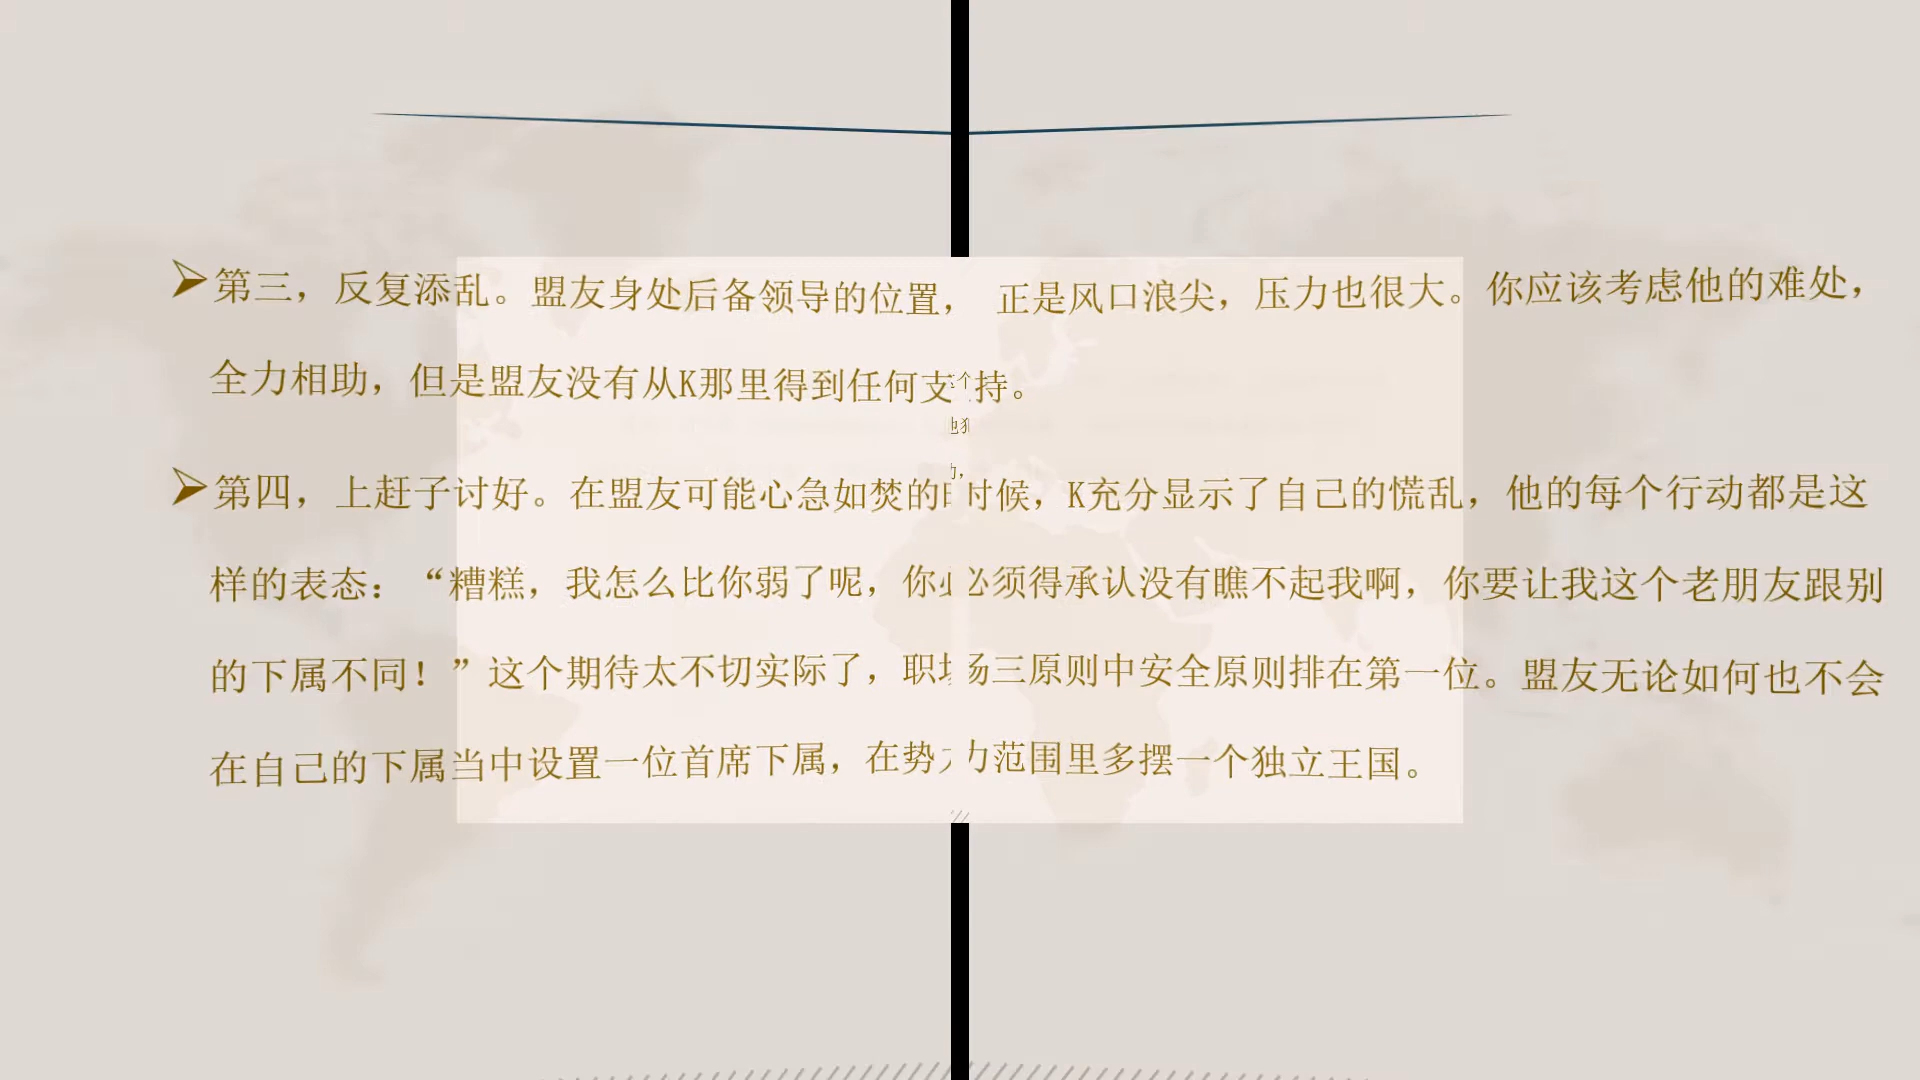 ➢第三，反复添乱。盟友身处后备领导的位置，正是风口浪尖，压力也很大。你应该考虑他的难处，
全力相助，但是盟友没有从K那里得到任何支持。
➢第四，上赶子讨好。在盟友可能心急如焚的时候，K充分显示了自己的慌乱，他的每个行动都是这
样的表态：“糟糕，我怎么比你弱了呢，你必须得承认没有瞧不起我啊，你要让我这个老朋友跟别
的下属不同！”这个期待太不切实际了，职场三原则中安全原则排在第一位。盟友无论如何也不会
在自己的下属当中设置一位首席下属，在势力范围里多摆一个独立王国。